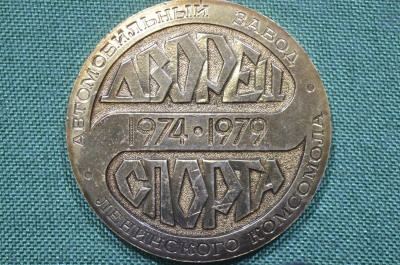 АВТОМОБИЛЬНЫЙ ЗАВОД
ДВОРЕЦ
1974 • 1979
СПОРТА
ЛЕНИНСКОГО КОМСОМОЛА